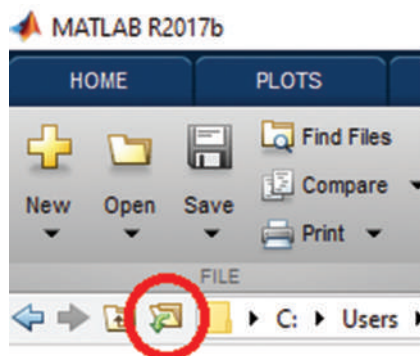 MATLAB R2017b
HOME PLOTS
Find Files
Compare
New Open Save
Print
FILE
C: Users